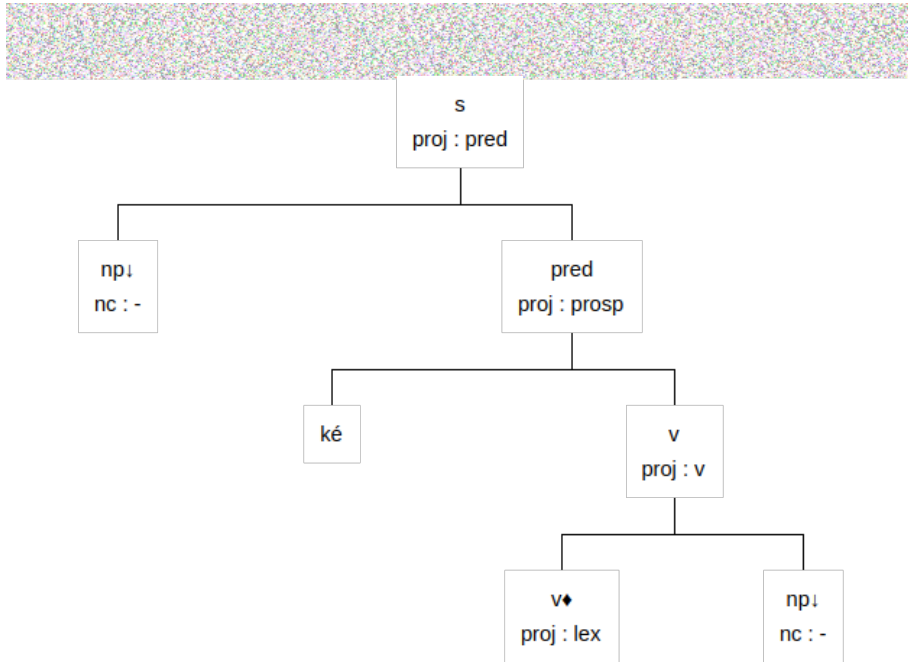 s
proj : pred
np↓
nc : -
pred
proj : prosp
ké
v
proj : v
v♦
proj : lex
np↓
nc : -